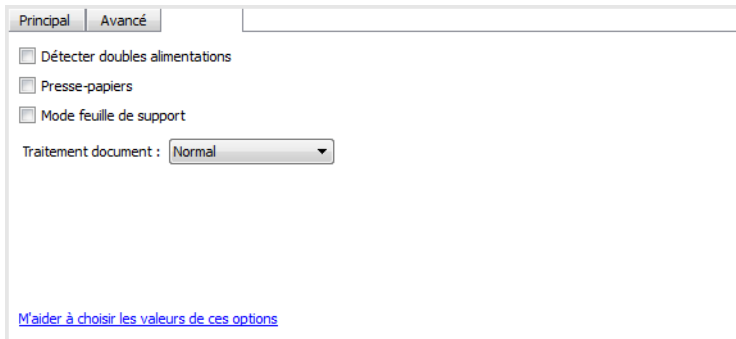 Principal Avancé
Détecter doubles alimentations
Presse-papiers
Mode feuille de support
Traitement document : Normal
M'aider à choisir les valeurs de ces options